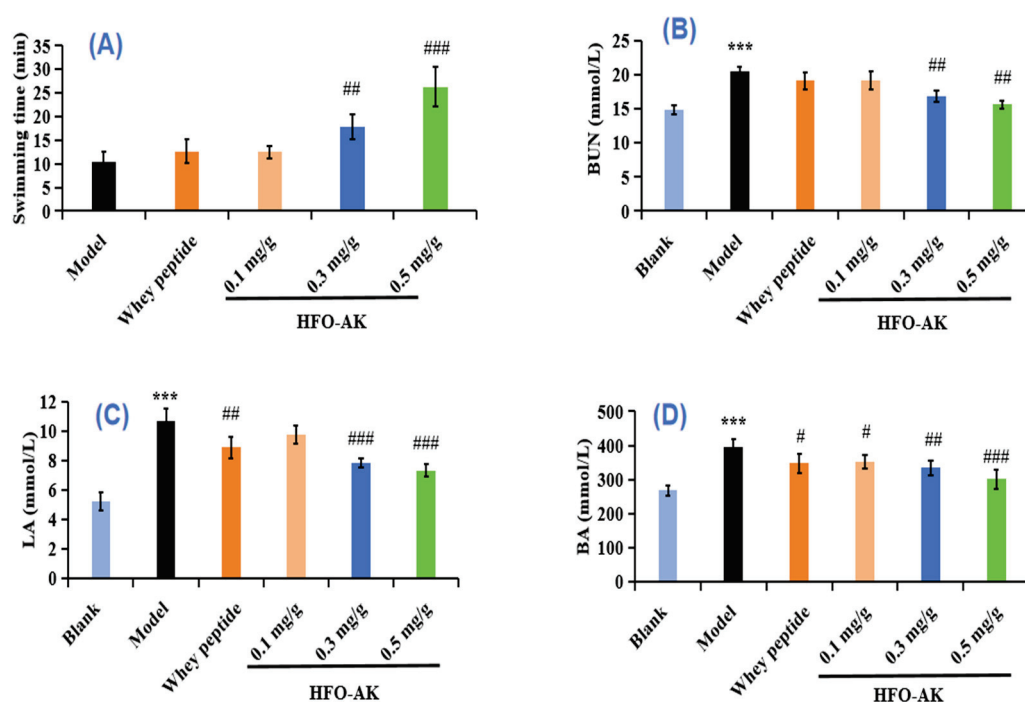 (A)
Swimming time (min)
35
30
25
20
15
10
5
0
##
###
Model
Whey peptide
0.1 mg/g
0.3 mg/g
0.5 mg/g
HFO-AK
(B)
BUN (mmol/L)
25
20
15
10
5
0
***
##
##
Blank
Model
Whey peptide
0.1 mg/g
0.3 mg/g
0.5 mg/g
HFO-AK
(C)
LA (mmol/L)
12
10
8
6
4
2
0
***
##
###
###
Blank
Model
Whey peptide
0.1 mg/g
0.3 mg/g
0.5 mg/g
HFO-AK
(D)
BA (mmol/L)
500
400
300
200
100
0
***
#
#
##
###
Blank
Model
Whey peptide
0.1 mg/g
0.3 mg/g
0.5 mg/g
HFO-AK